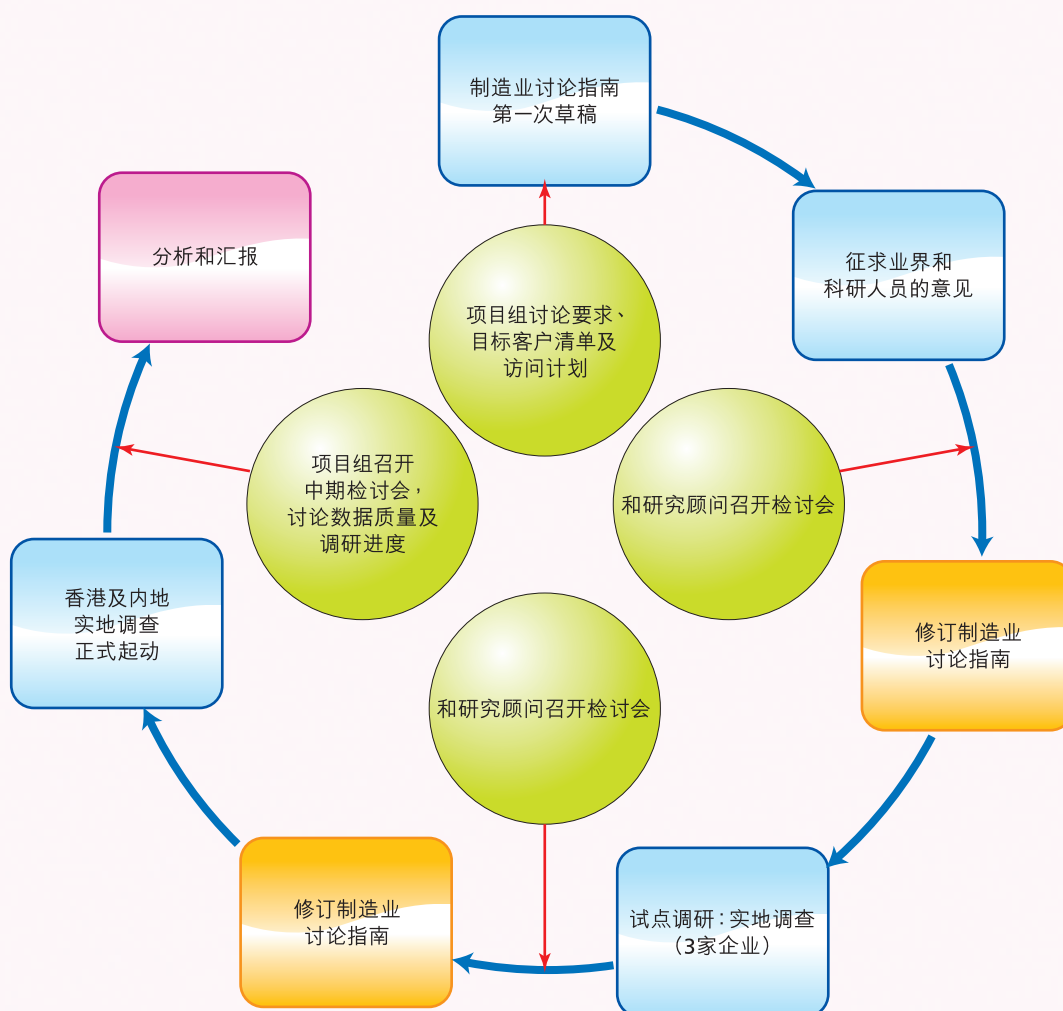 制造业讨论指南
第一次草稿
征求业界和
科研人员的意见
修订制造业
讨论指南
试点调研：实地调查
（3家企业）
修订制造业
讨论指南
香港及内地
实地调查
正式起动
分析和汇报
项目组讨论要求、
目标客户清单及
访问计划
和研究顾问召开检讨会
和研究顾问召开检讨会
项目组召开
中期检讨会，
讨论数据质量及
调研进度